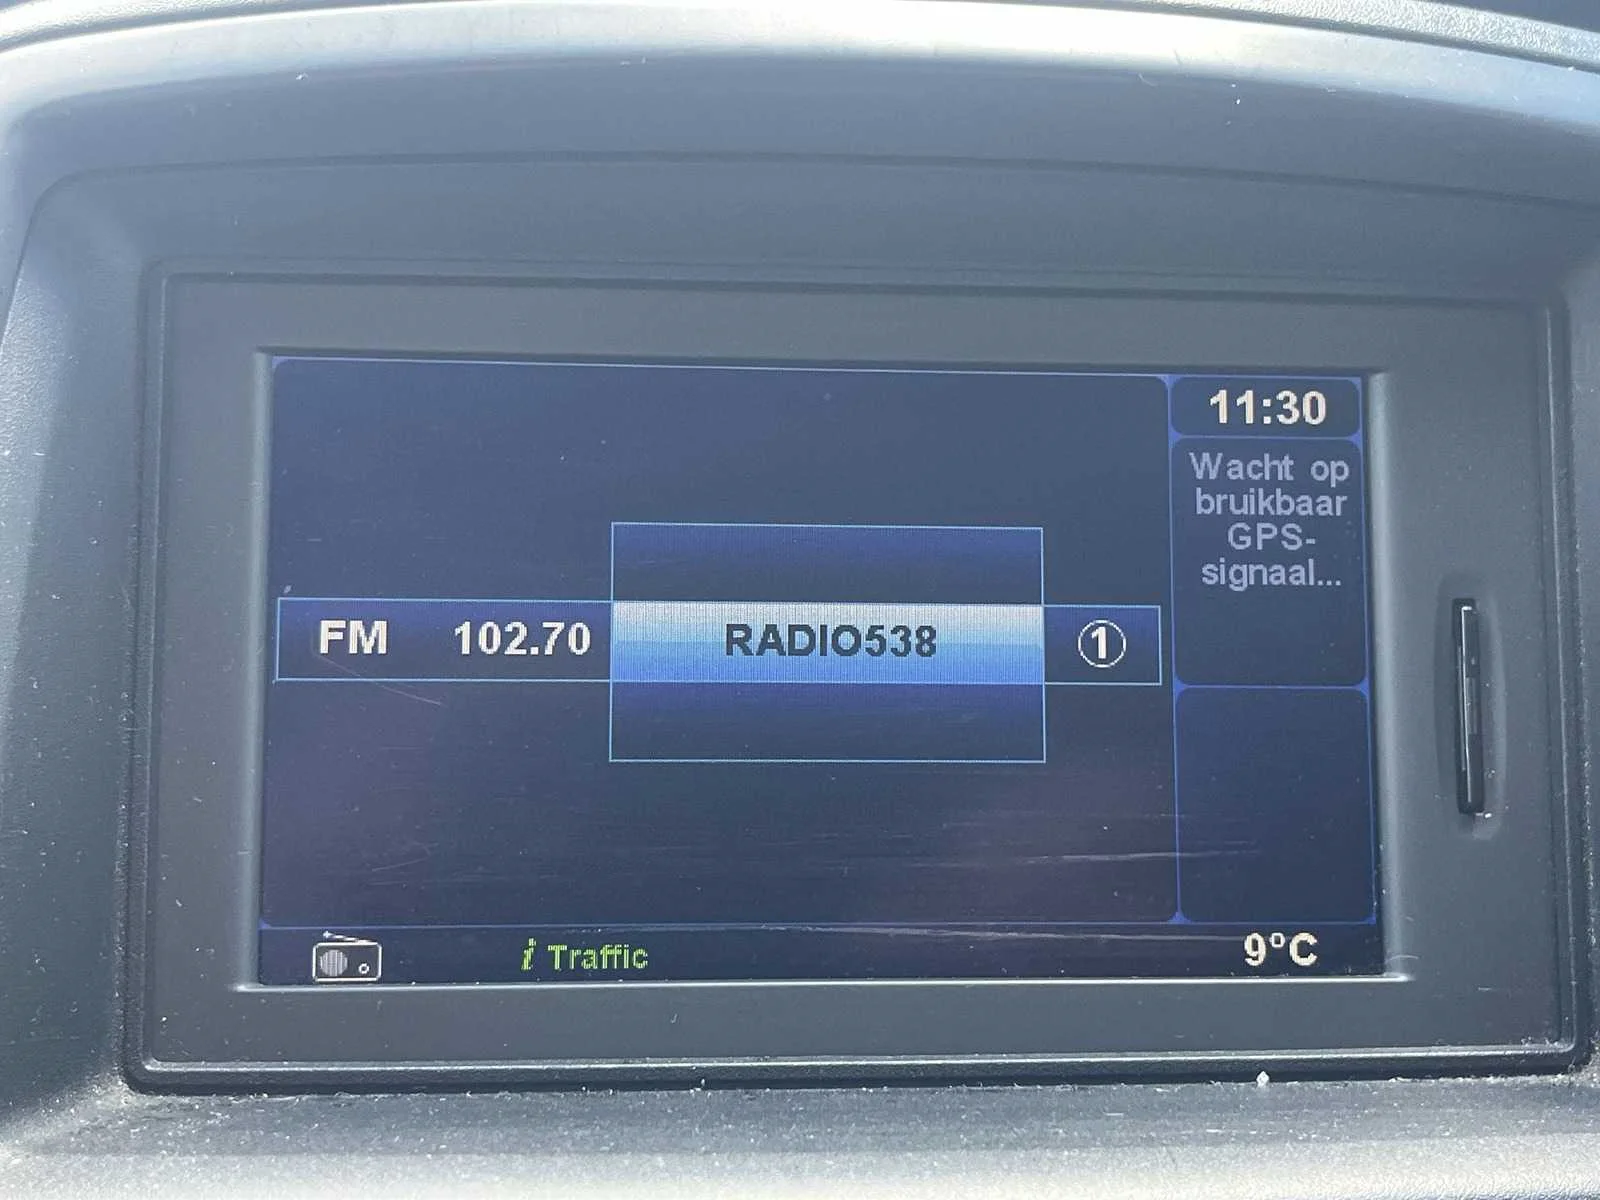 11:30
Wacht op
bruikbaar
GPS-
signaal...
FM 102.70 RADIO538 1
i Traffic
9°C